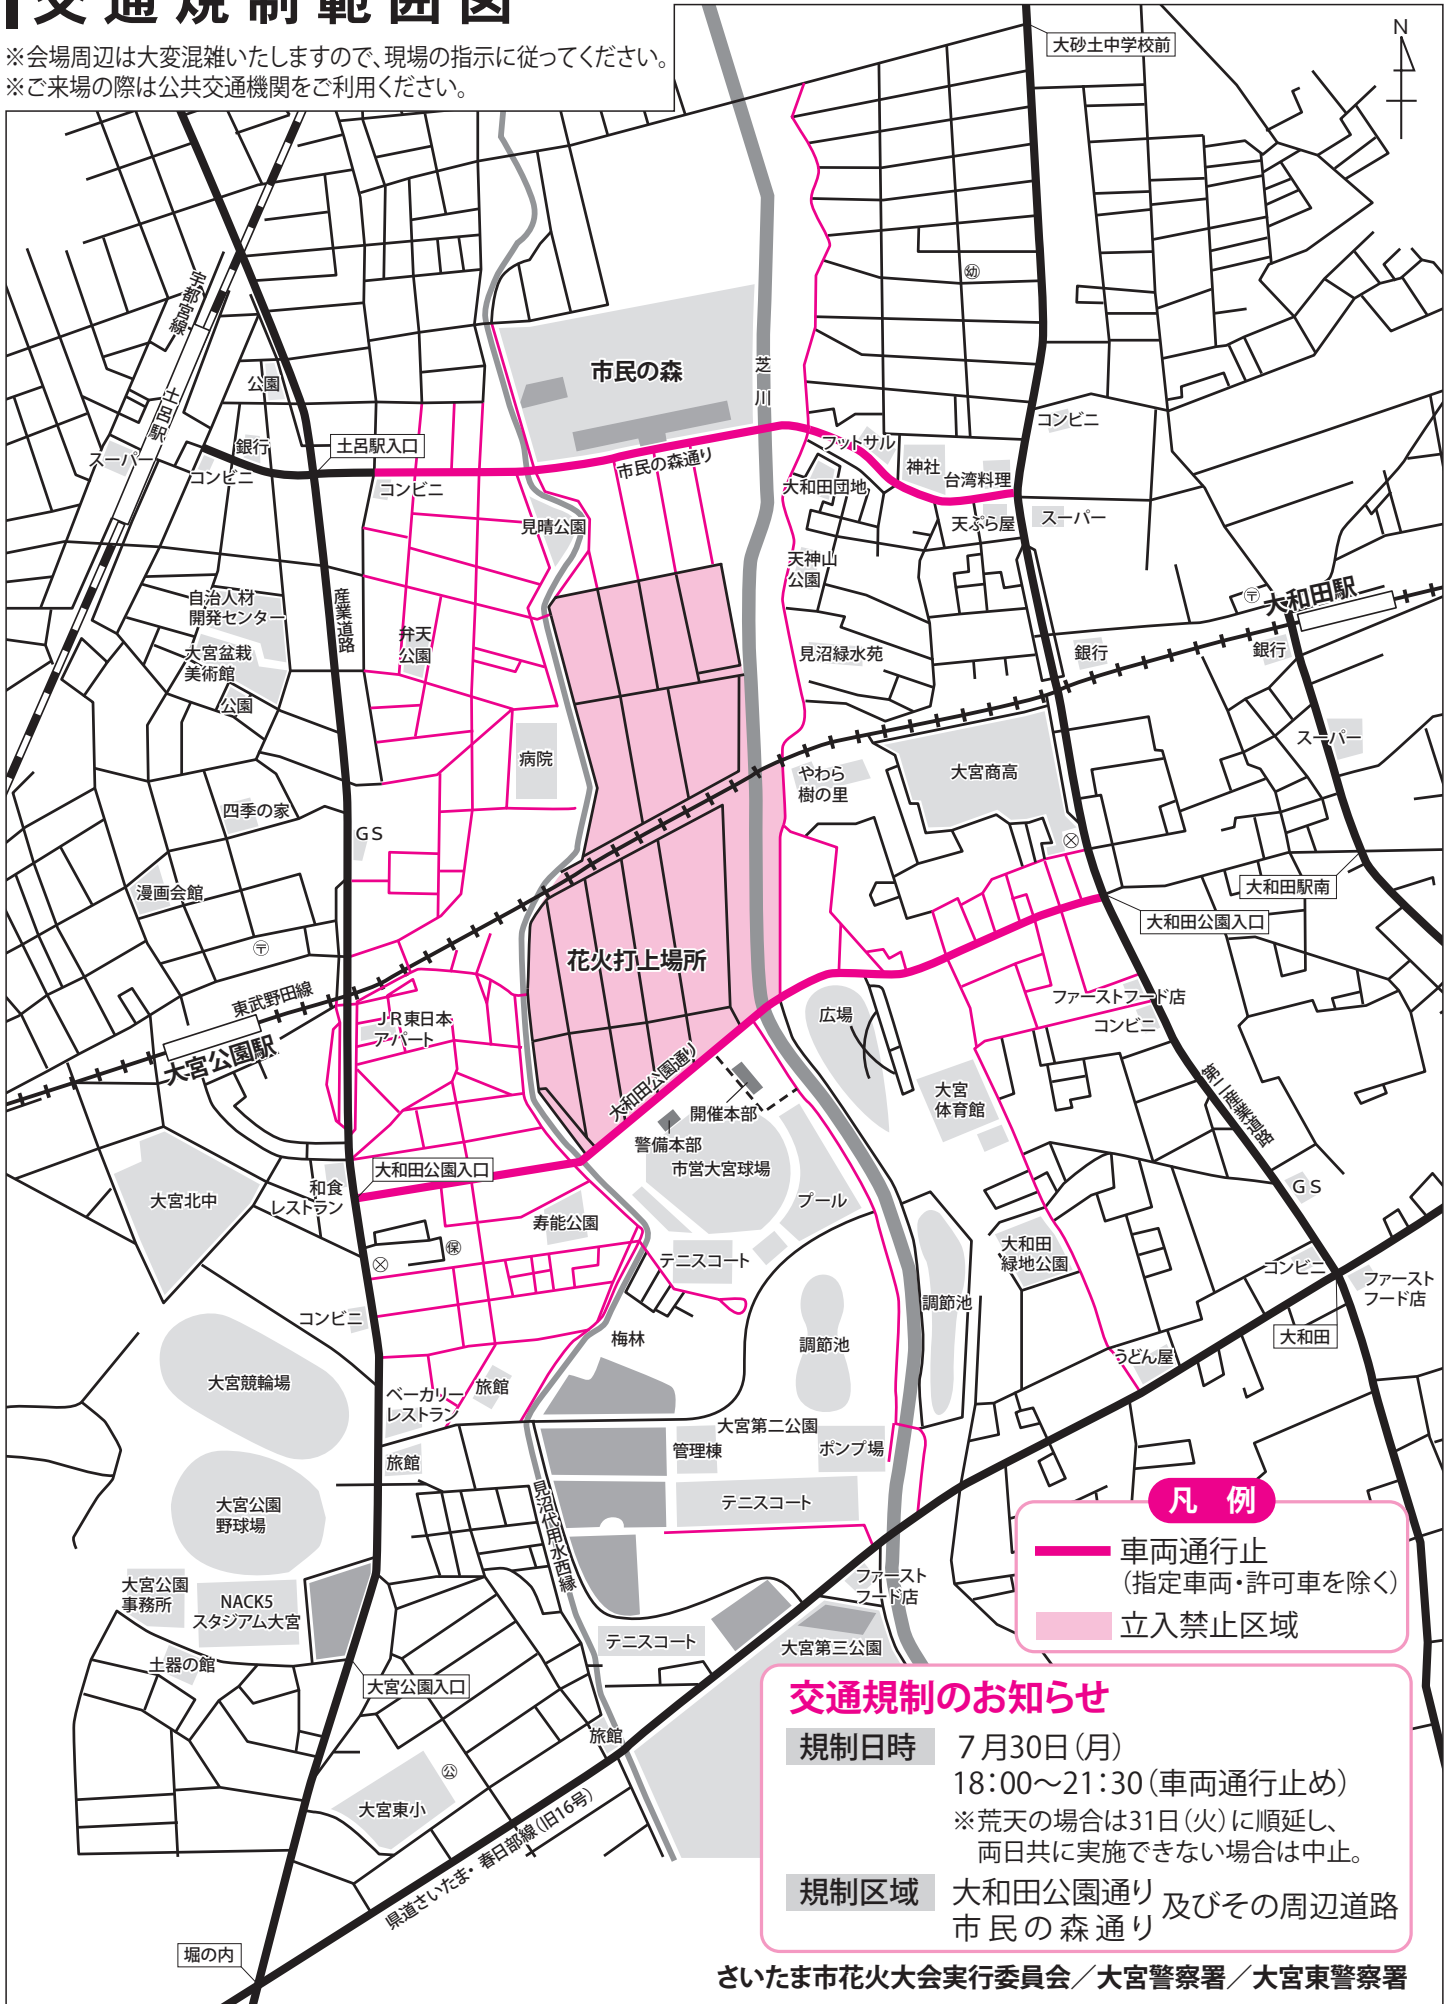 交通規制範囲図
※会場周辺は大変混雑いたしますので、現場の指示に従ってください。
※ご来場の際は公共交通機関をご利用ください。
N
大砂土中学校前
宇都宮線
土呂駅
幼
市民の森
芝川
公園
銀行
土呂駅入口
スーパー
コンビニ
コンビニ
市民の森通り
フットサル
神社
台湾料理
大和田団地
天ぷら屋
コンビニ
スーパー
見晴公園
天神山
公園
産業道路
自治人材
開発センター
大宮盆栽
美術館
公園
弁天
公園
見沼緑水苑
銀行
〒
大和田駅
銀行
スーパー
病院
やわら
樹の里
大宮商高
四季の家
GS
漫画会館
〒
大和田駅南
大和田公園入口
花火打上場所
東武野田線
大宮公園駅
JR東日本
アパート
広場
ファーストフード店
コンビニ
大和田公園通り
開催本部
警備本部
市営大宮球場
大宮
体育館
第二産業道路
大和田公園入口
プール
和食
レストラン
大宮北中
寿能公園
保
テニスコート
大和田
緑地公園
GS
コンビニ
ファースト
フード店
コンビニ
梅林
調節池
調節池
大和田
うどん屋
大宮競輪場
ベーカリー
レストラン
旅館
大宮第二公園
管理棟
ポンプ場
旅館
テニスコート
見沼代用水西縁
大宮公園
野球場
大宮公園
事務所
NACK5
スタジアム大宮
ファースト
フード店
テニスコート
大宮第三公園
土器の館
大宮公園入口
旅館
公
大宮東小
県道さいたま・春日部線(旧16号)
堀の内
凡 例
車両通行止
(指定車両・許可車を除く)
立入禁止区域
交通規制のお知らせ
規制日時 7月30日(月)
18:00～21:30(車両通行止め)
※荒天の場合は31日(火)に順延し、
両日共に実施できない場合は中止。
規制区域 大和田公園通り
市民の森通り 及びその周辺道路
さいたま市花火大会実行委員会／大宮警察署／大宮東警察署